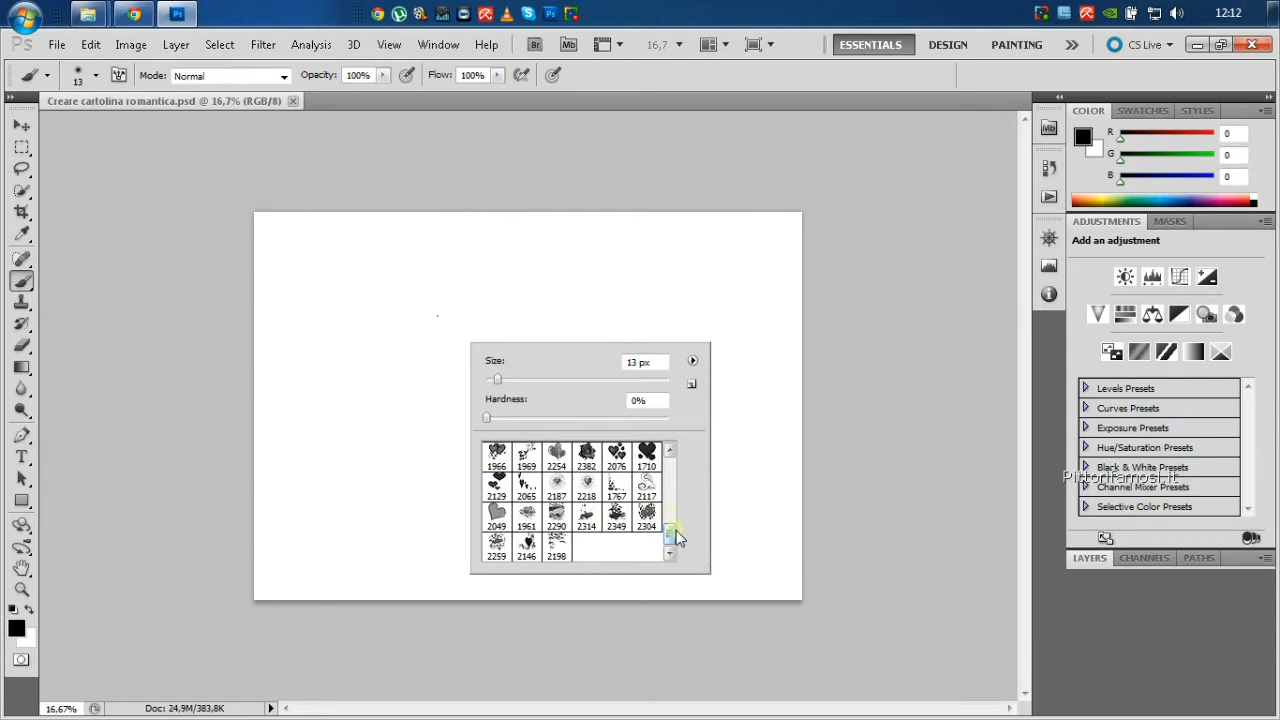 12:12
Ps File Edit Image Layer Select Filter Analysis 3D View Window Help Br Mb 16,7 ESSENTIALS DESIGN PAINTING CS Live
13 Mode: Normal Opacity: 100% Flow: 100%
Creare cartolina romantica.psd @ 16,7% (RGB/8)
COLOR SWATCHES STYLES
R 0
G 0
B 0
ADJUSTMENTS MASKS
Add an adjustment
Levels Presets
Curves Presets
Exposure Presets
Hue/Saturation Presets
Black & White Presets
Pittorifamosi.it
Channel Mixer Presets
Selective Color Presets
LAYERS CHANNELS PATHS
Size: 13 px
Hardness: 0%
1966 1969 2254 2382 2076 1710
2129 2065 2187 2218 1767 2117
2049 1961 2290 2314 2349 2304
2259 2146 2198
16,67% Doc: 24,9M/383,8K